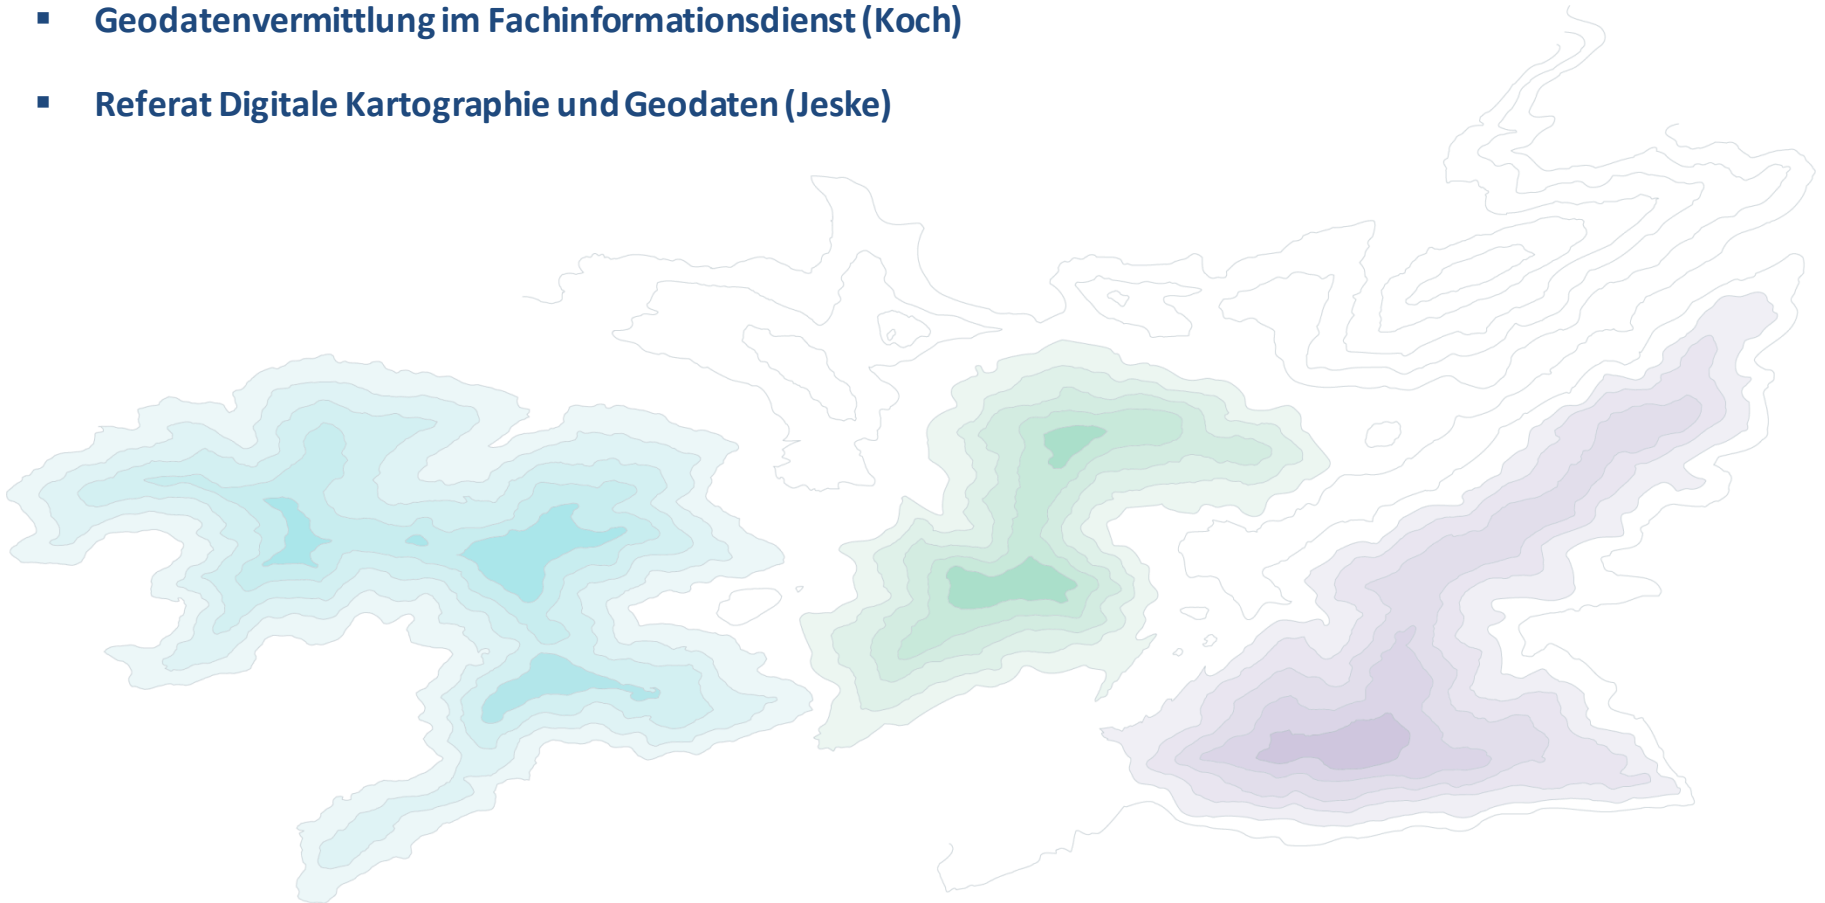 ▪ Geodatenvermittlung im Fachinformationsdienst (Koch)
▪ Referat Digitale Kartographie und Geodaten (Jeske)